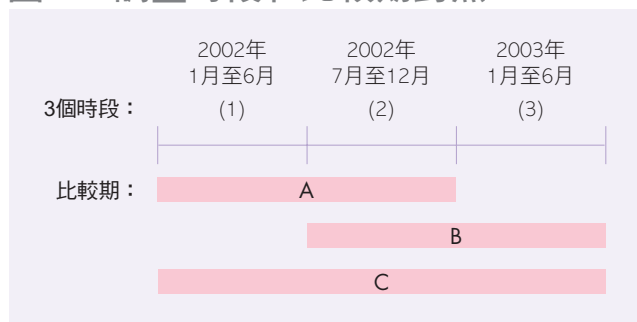 2002年 2002年 2003年
1月至6月 7月至12月 1月至6月
3個時段： (1) (2) (3)
比較期： A
B
C